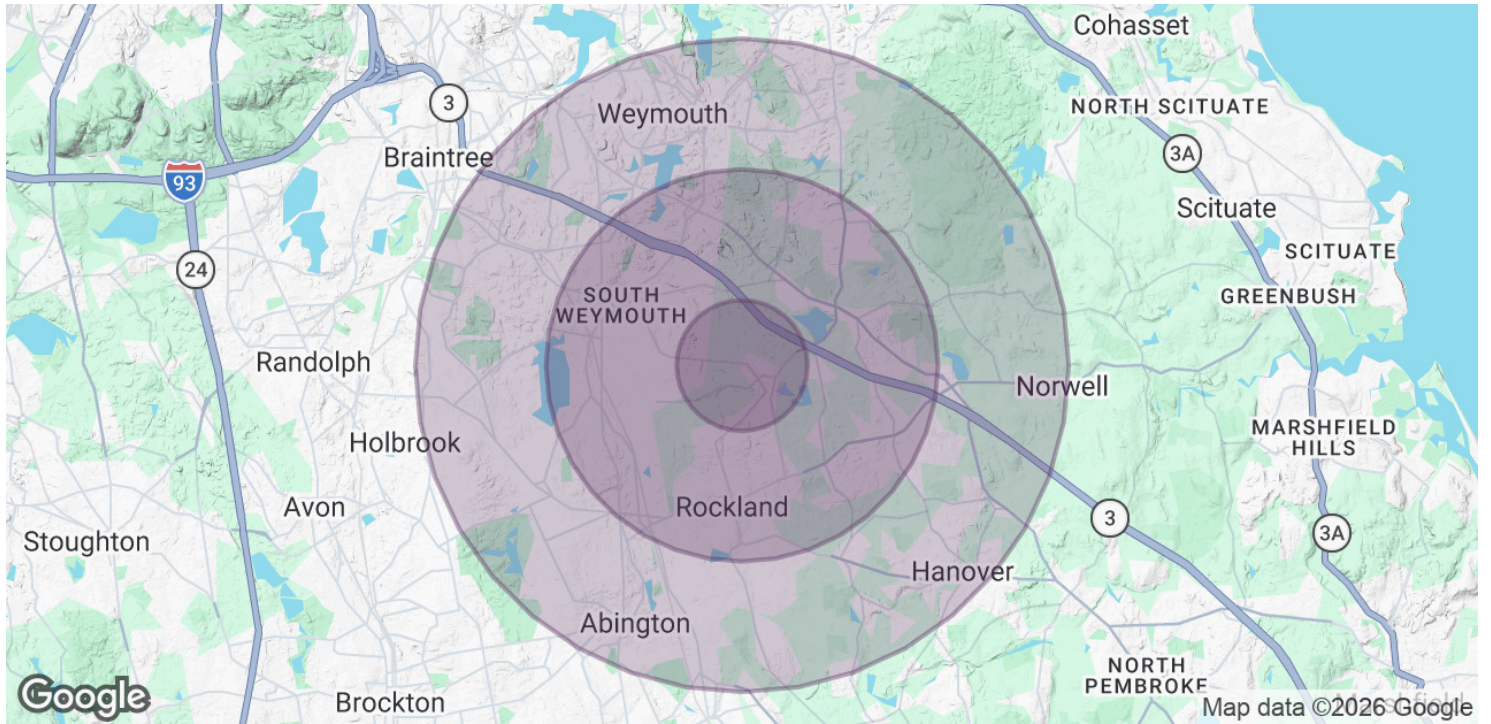 Cohasset
3
NORTH SCITUATE
Weymouth
Braintree
3A
93
Scituate
SCITUATE
24
SOUTH
WEYMOUTH
GREENBUSH
Randolph
Norwell
MARSHFIELD
HILLS
Holbrook
Avon
Rockland
3
3A
Stoughton
Hanover
Abington
NORTH
PEMBROKE
Google
Brockton
Map data ©2026 Google